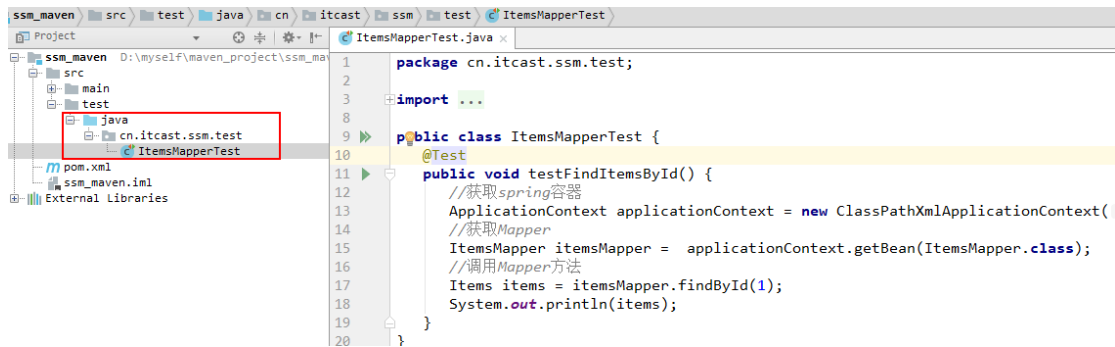 ssm_maven src test java cn itcast ssm test ItemsMapperTest
Project
ItemsMapperTest.java
ssm_maven D:\myself\maven_project\ssm_mav
src
main
test
java
cn.itcast.ssm.test
ItemsMapperTest
pom.xml
ssm_maven.iml
External Libraries
1 package cn.itcast.ssm.test;
2
3 import ...
8
9 public class ItemsMapperTest {
10 @Test
11 public void testFindItemsById() {
12 //获取spring容器
13 ApplicationContext applicationContext = new ClassPathXmlApplicationContext(
14 //获取Mapper
15 ItemsMapper itemsMapper = applicationContext.getBean(ItemsMapper.class);
16 //调用Mapper方法
17 Items items = itemsMapper.findById(1);
18 System.out.println(items);
19 }
20 }